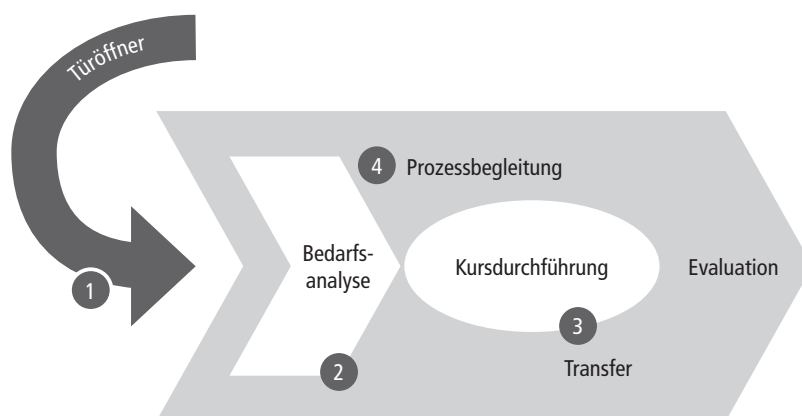 Türöffner
1
4 Prozessbegleitung
Bedarfs-
analyse
Kursdurchführung
Evaluation
2
3
Transfer